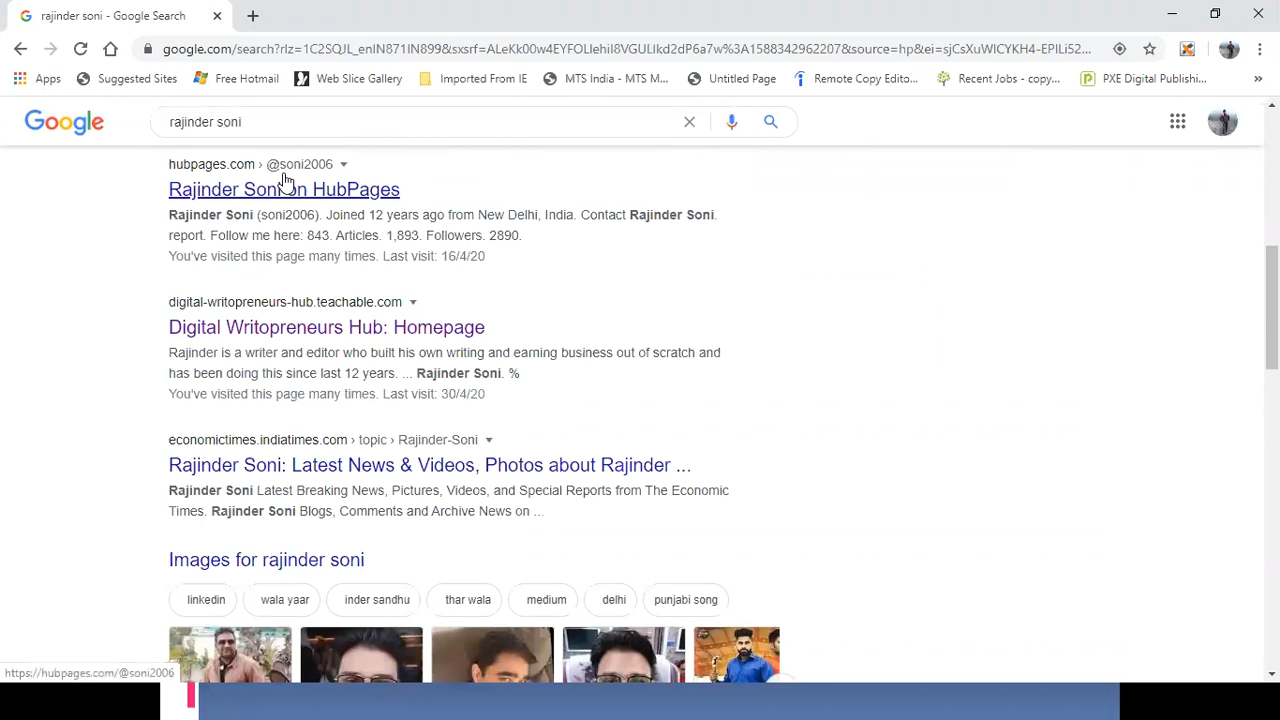 rajinder soni - Google Search
google.com/search?rlz=1C2SQJL_enIN871IN899&sxsrf=ALeKk00w4EYFOLIehiI8VGULIkd2dP6a7w%3A1588342962207&source=hp&ei=sjCsXuWICYKH4-EPILi52...
Apps Suggested Sites Free Hotmail Web Slice Gallery Imported From IE MTS India - MTS M... Untitled Page Remote Copy Editor... Recent Jobs - copy... PXE Digital Publishi... »
Google rajinder soni
hubpages.com › @soni2006
Rajinder Soni on HubPages
Rajinder Soni (soni2006). Joined 12 years ago from New Delhi, India. Contact Rajinder Soni.
report. Follow me here: 843. Articles. 1,893. Followers. 2890.
You've visited this page many times. Last visit: 16/4/20
digital-writopreneurs-hub.teachable.com
Digital Writopreneurs Hub: Homepage
Rajinder is a writer and editor who built his own writing and earning business out of scratch and
has been doing this since last 12 years. ... Rajinder Soni. %
You've visited this page many times. Last visit: 30/4/20
economictimes.indiatimes.com › topic › Rajinder-Soni
Rajinder Soni: Latest News & Videos, Photos about Rajinder ...
Rajinder Soni Latest Breaking News, Pictures, Videos, and Special Reports from The Economic
Times. Rajinder Soni Blogs, Comments and Archive News on ...
Images for rajinder soni
linkedin wala yaar inder sandhu thar wala medium delhi punjabi song
https://hubpages.com/@soni2006